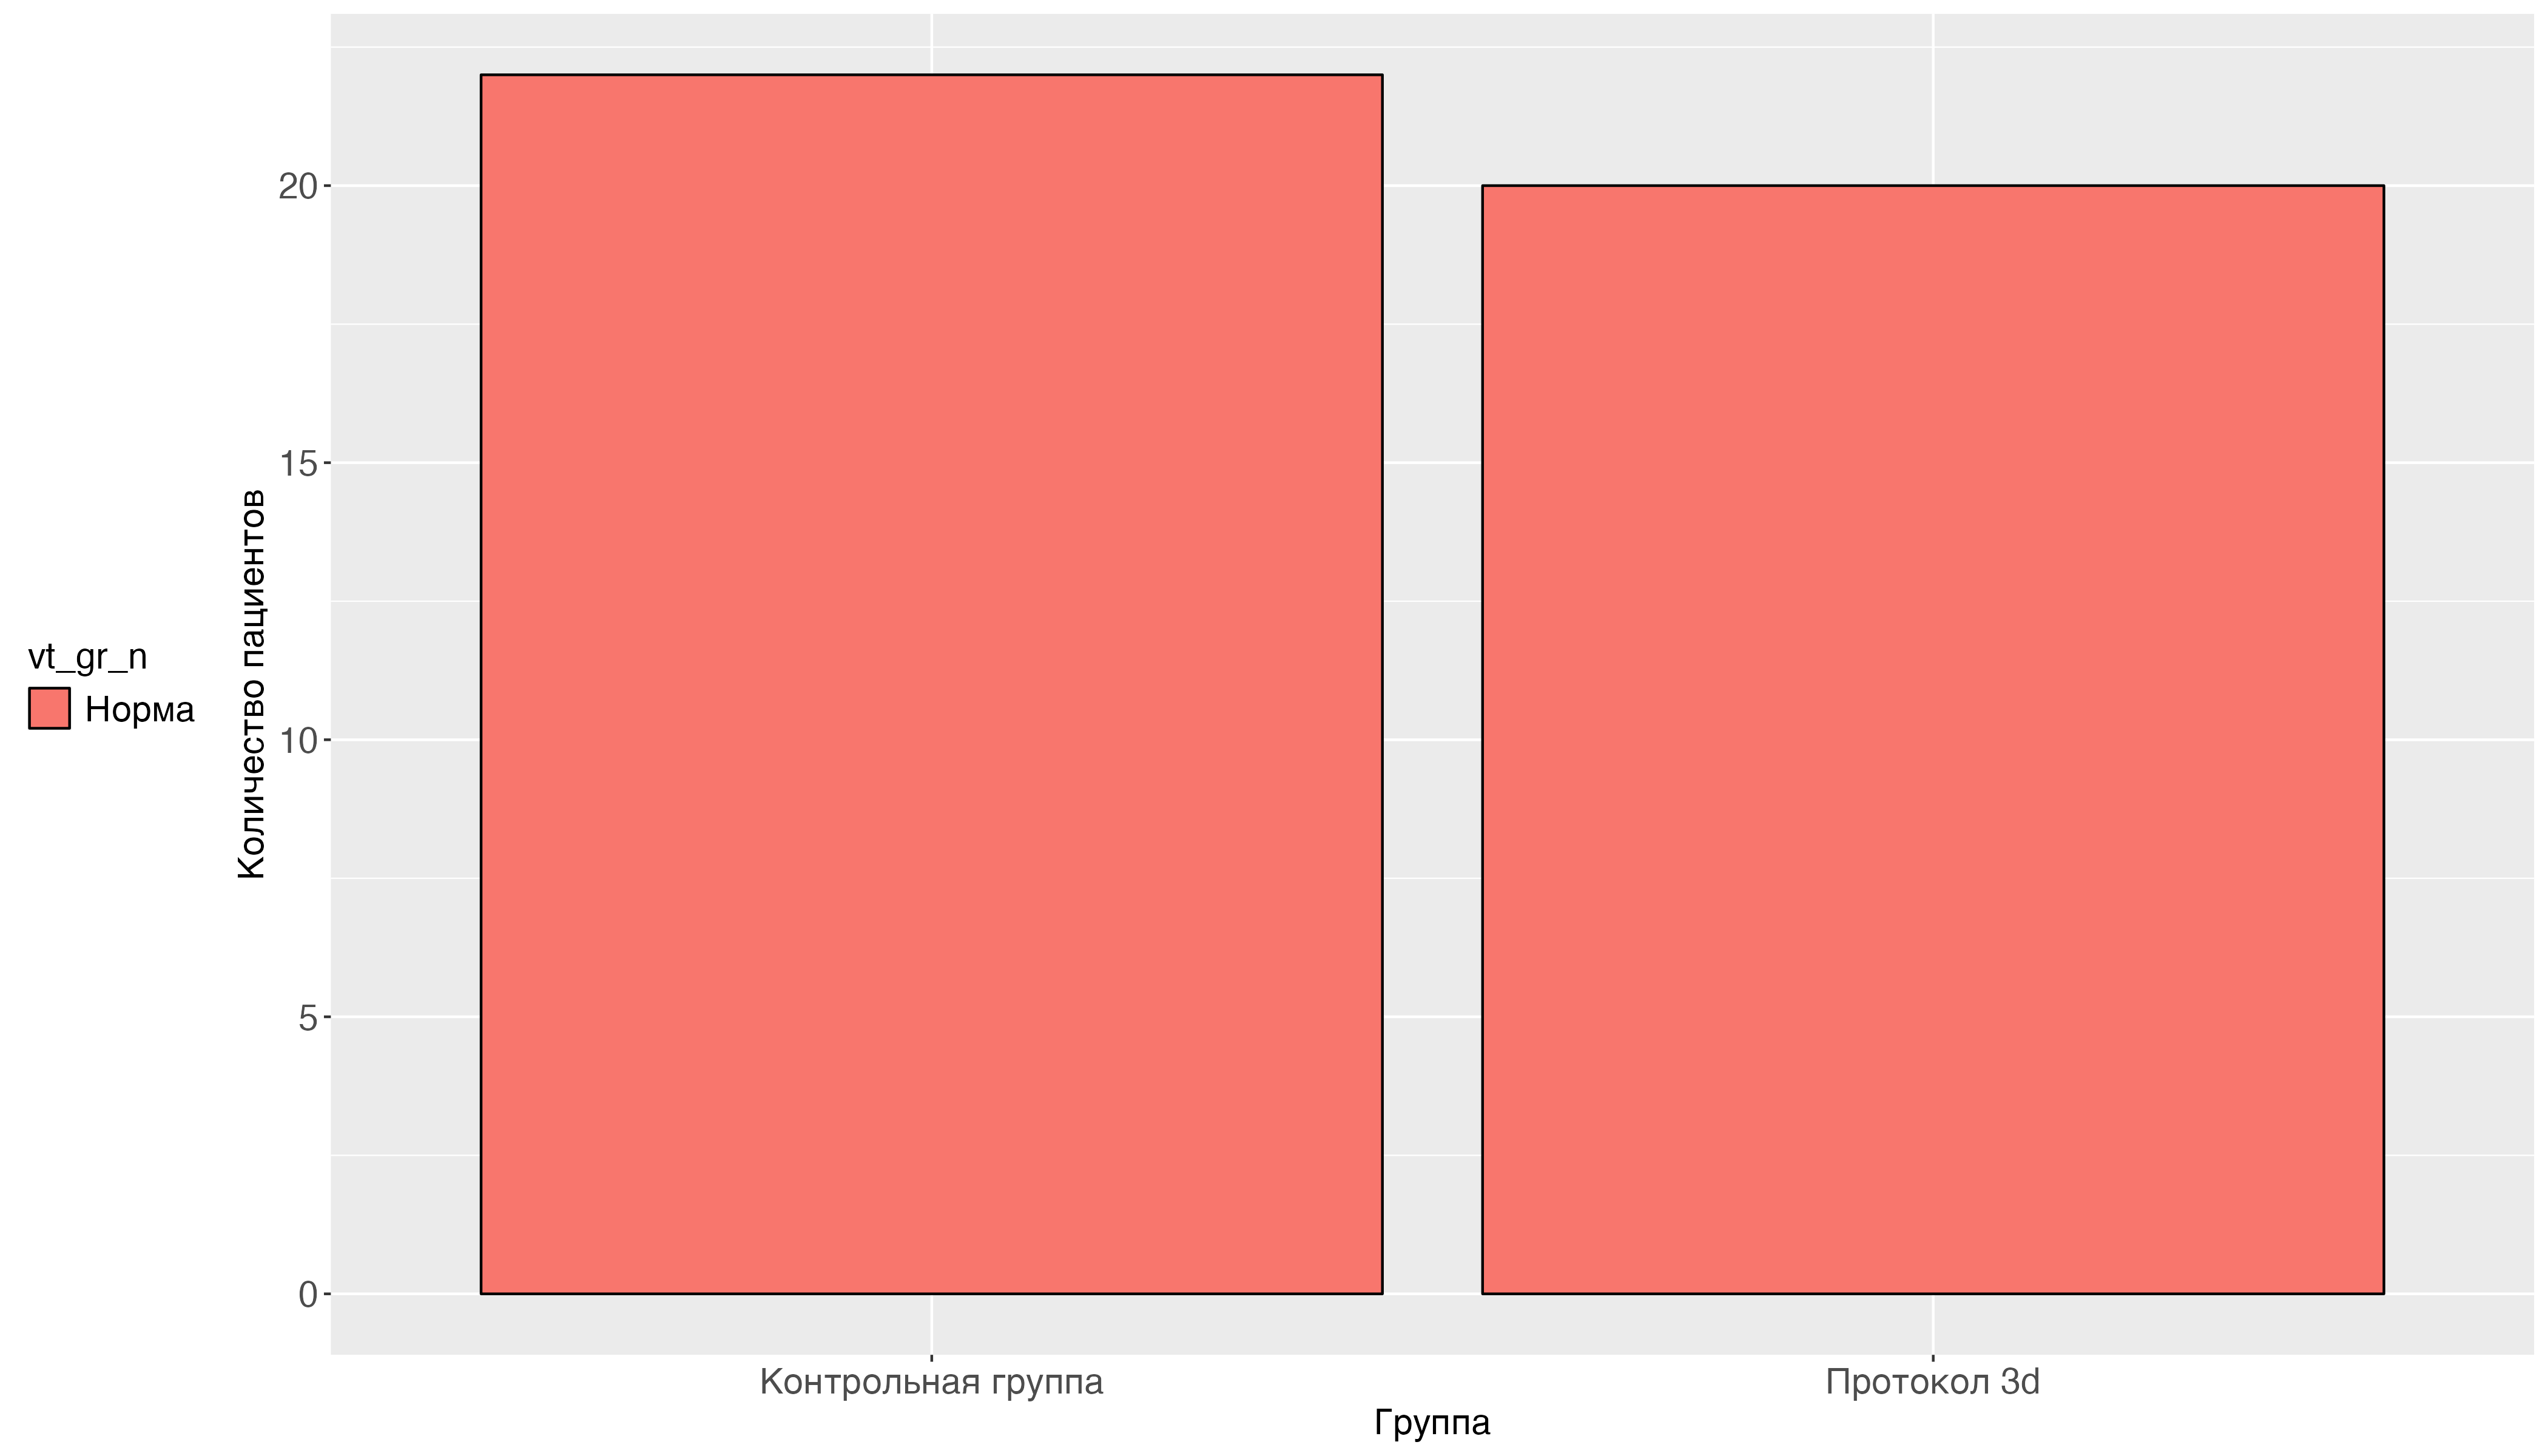 vt_gr_n
Норма
Количество пациентов
20
15
10
5
0
Контрольная группа
Протокол 3d
Группа